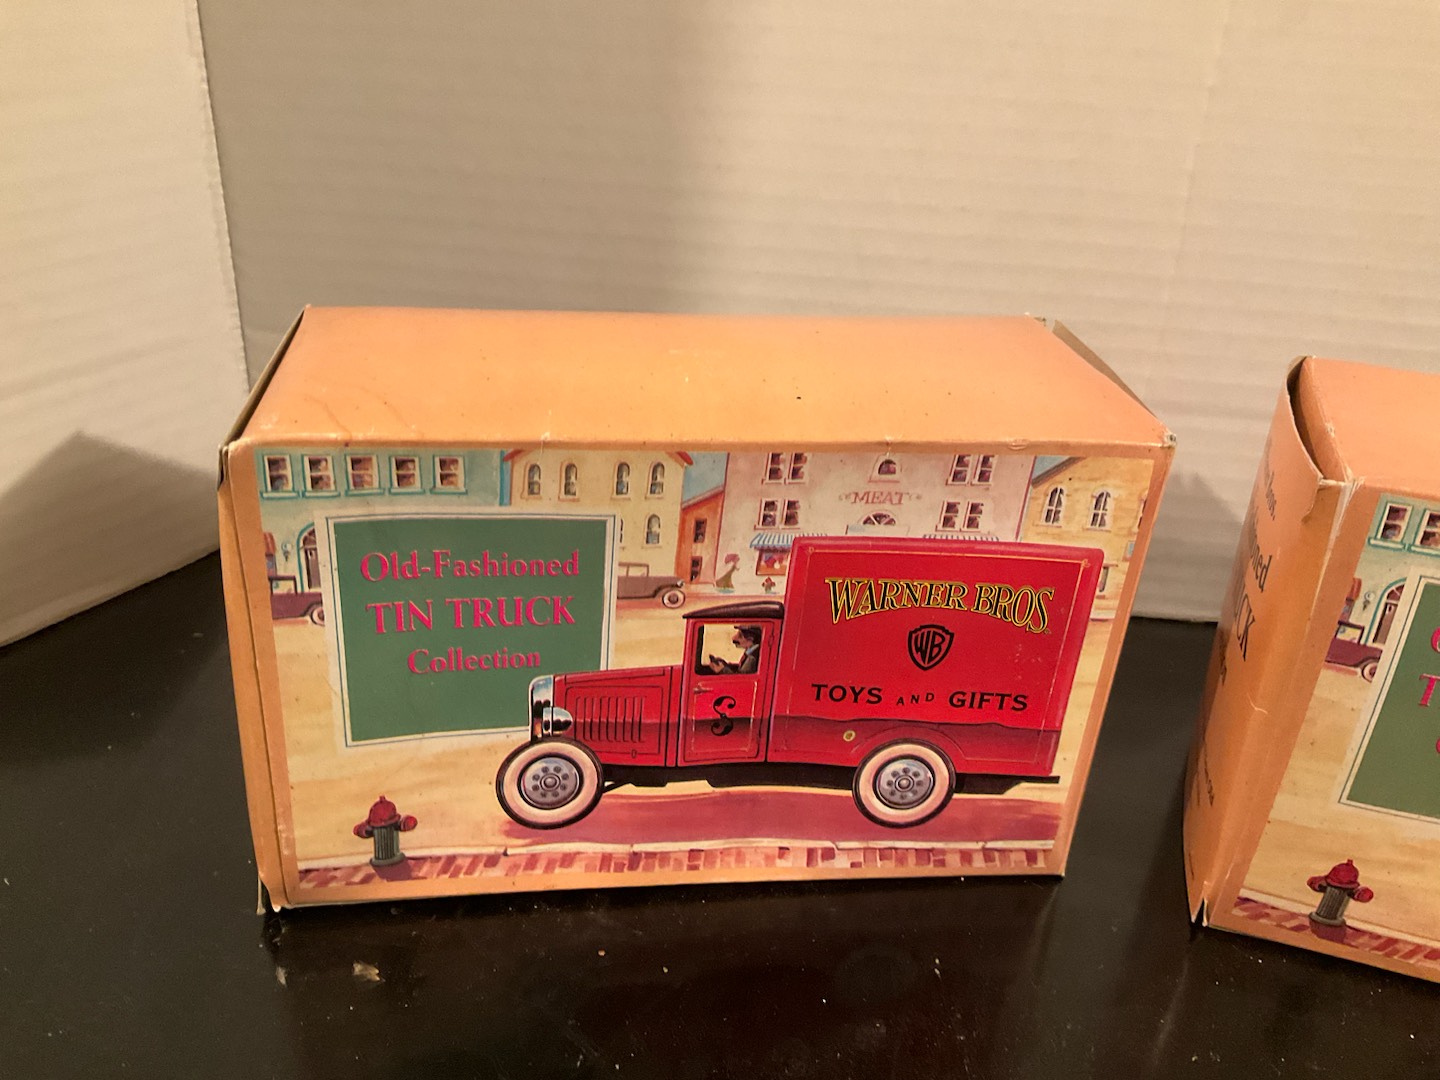 Old-Fashioned
TIN TRUCK
Collection
MEAT
WARNER BROS
WB
TOYS AND GIFTS
S